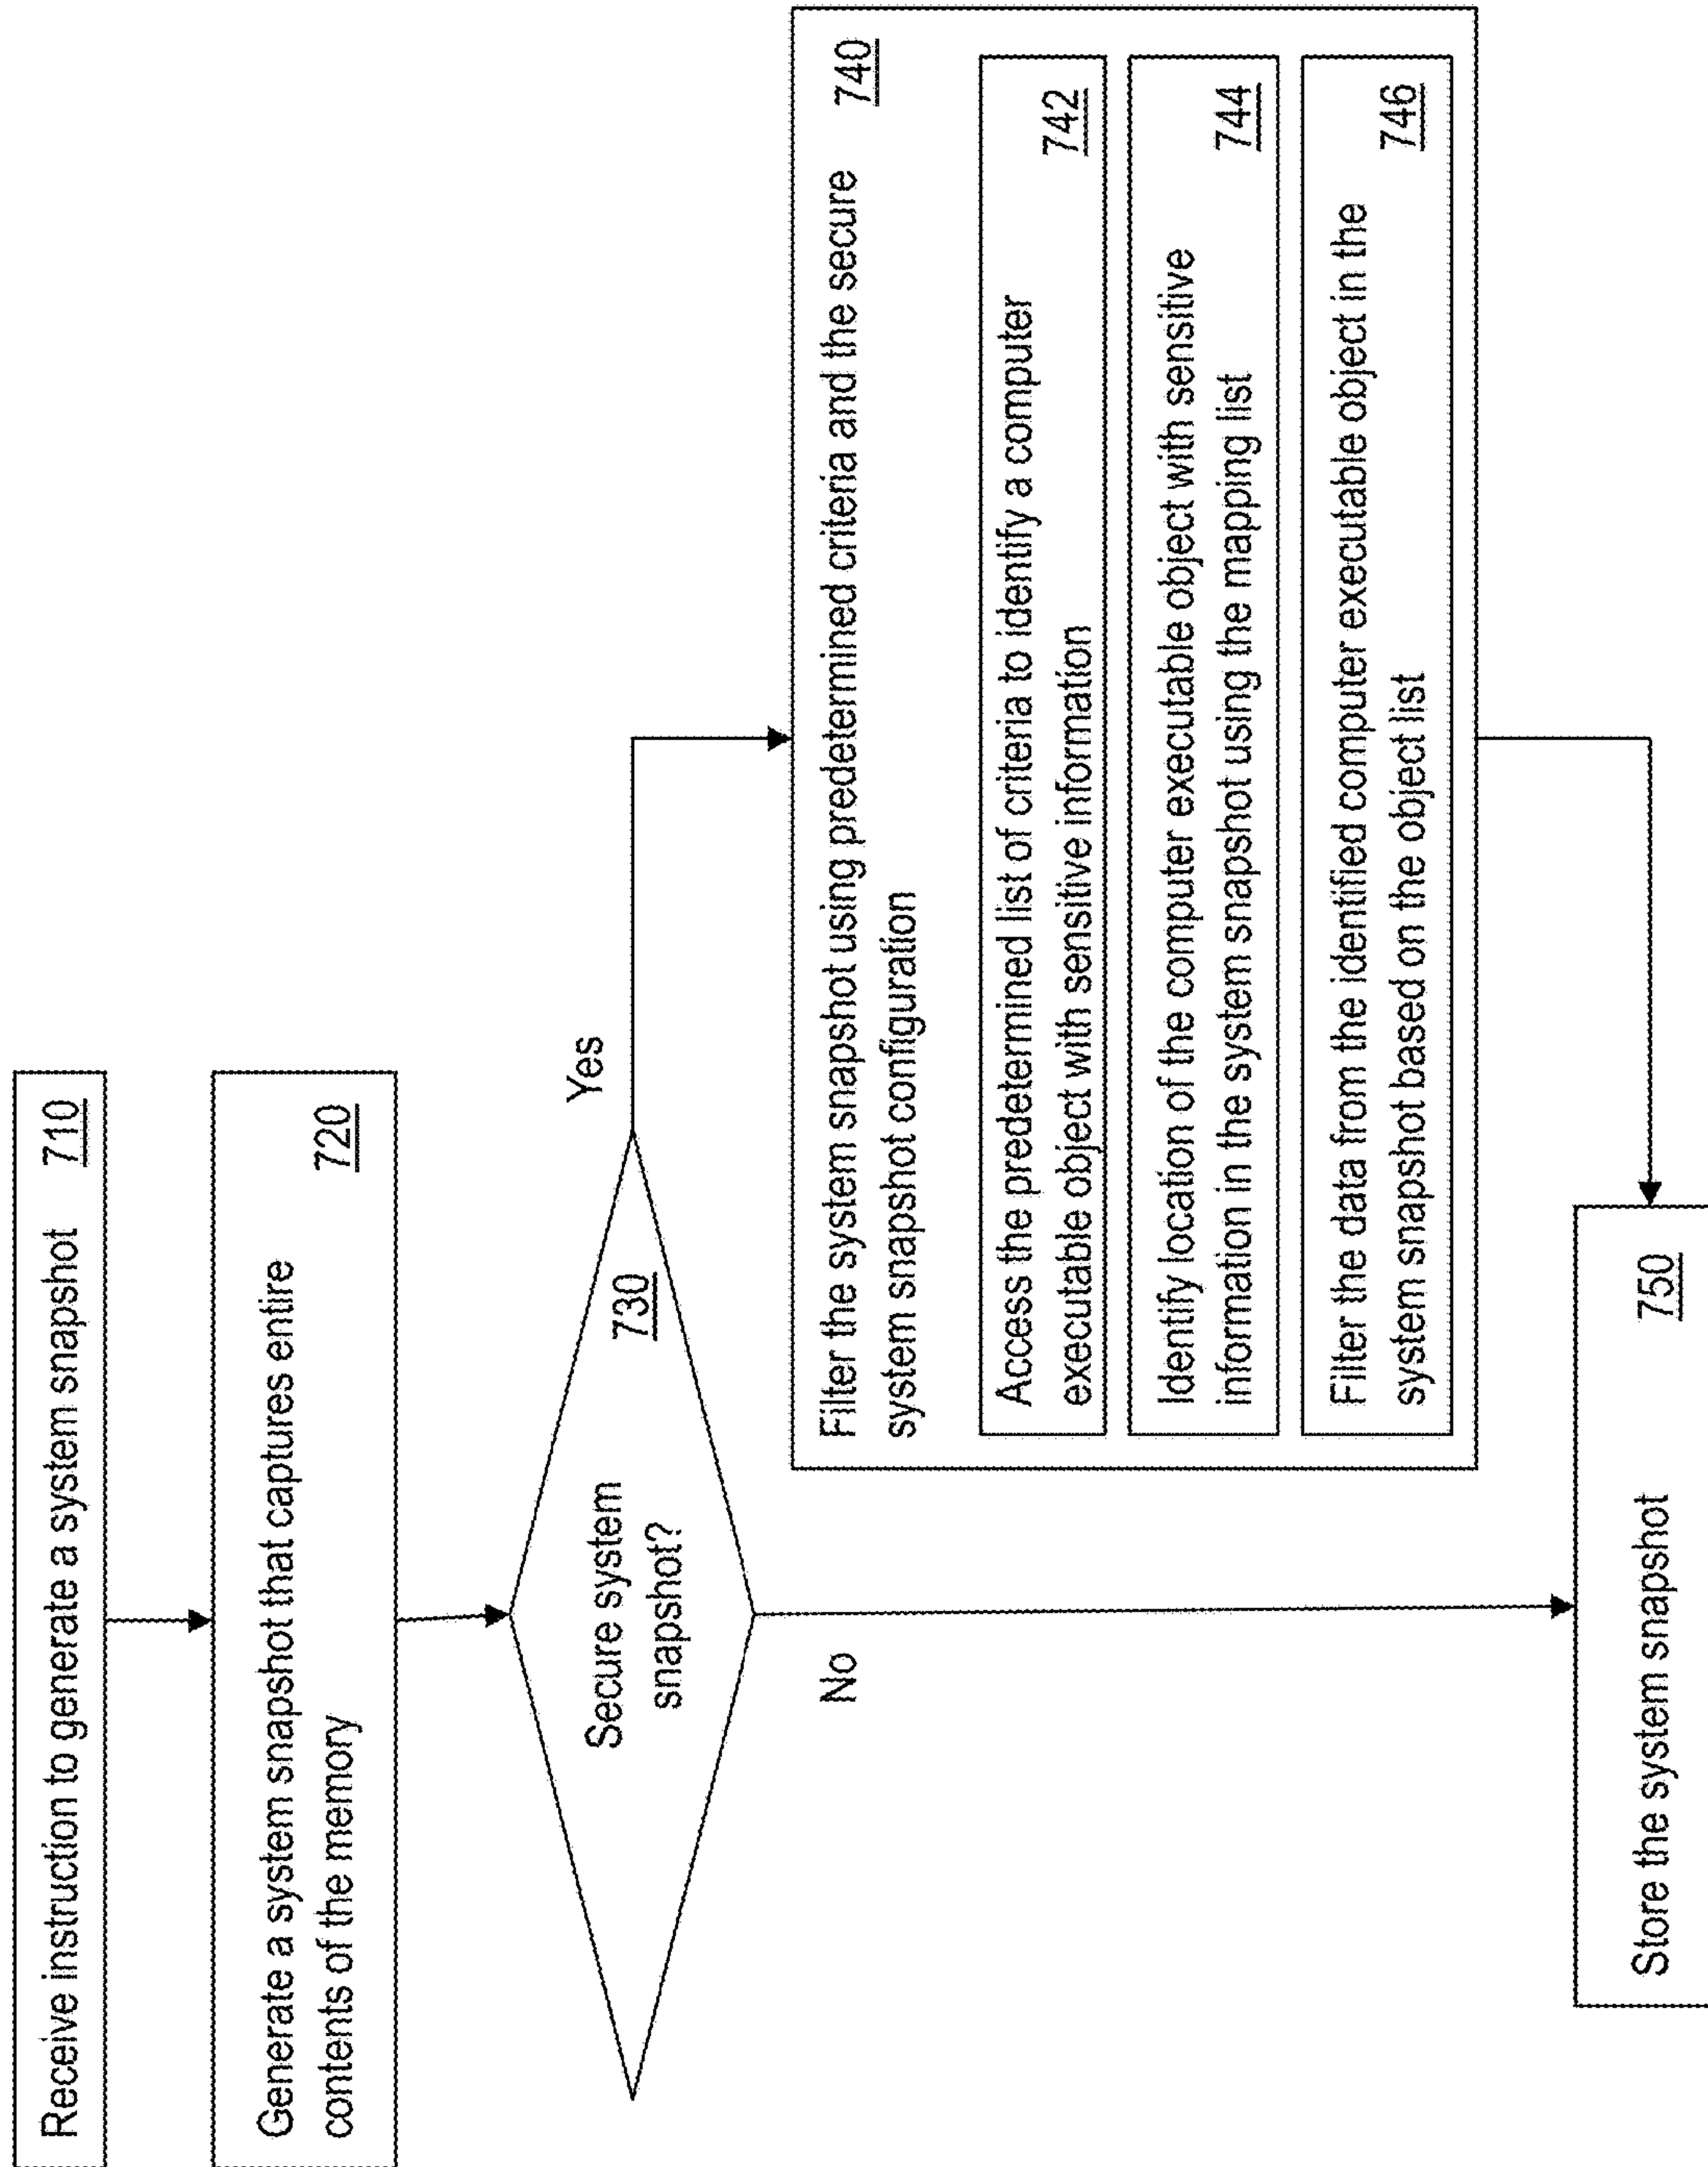 Receive instruction to generate a system snapshot 710
Generate a system snapshot that captures entire
contents of the memory
720
Secure system
snapshot?
730
Yes
No
Filter the system snapshot using predetermined criteria and the secure
system snapshot configuration
740
Access the predetermined list of criteria to identify a computer
executable object with sensitive information
742
Identify location of the computer executable object with sensitive
information in the system snapshot using the mapping list
744
Filter the data from the identified computer executable object in the
system snapshot based on the object list
746
Store the system snapshot 750